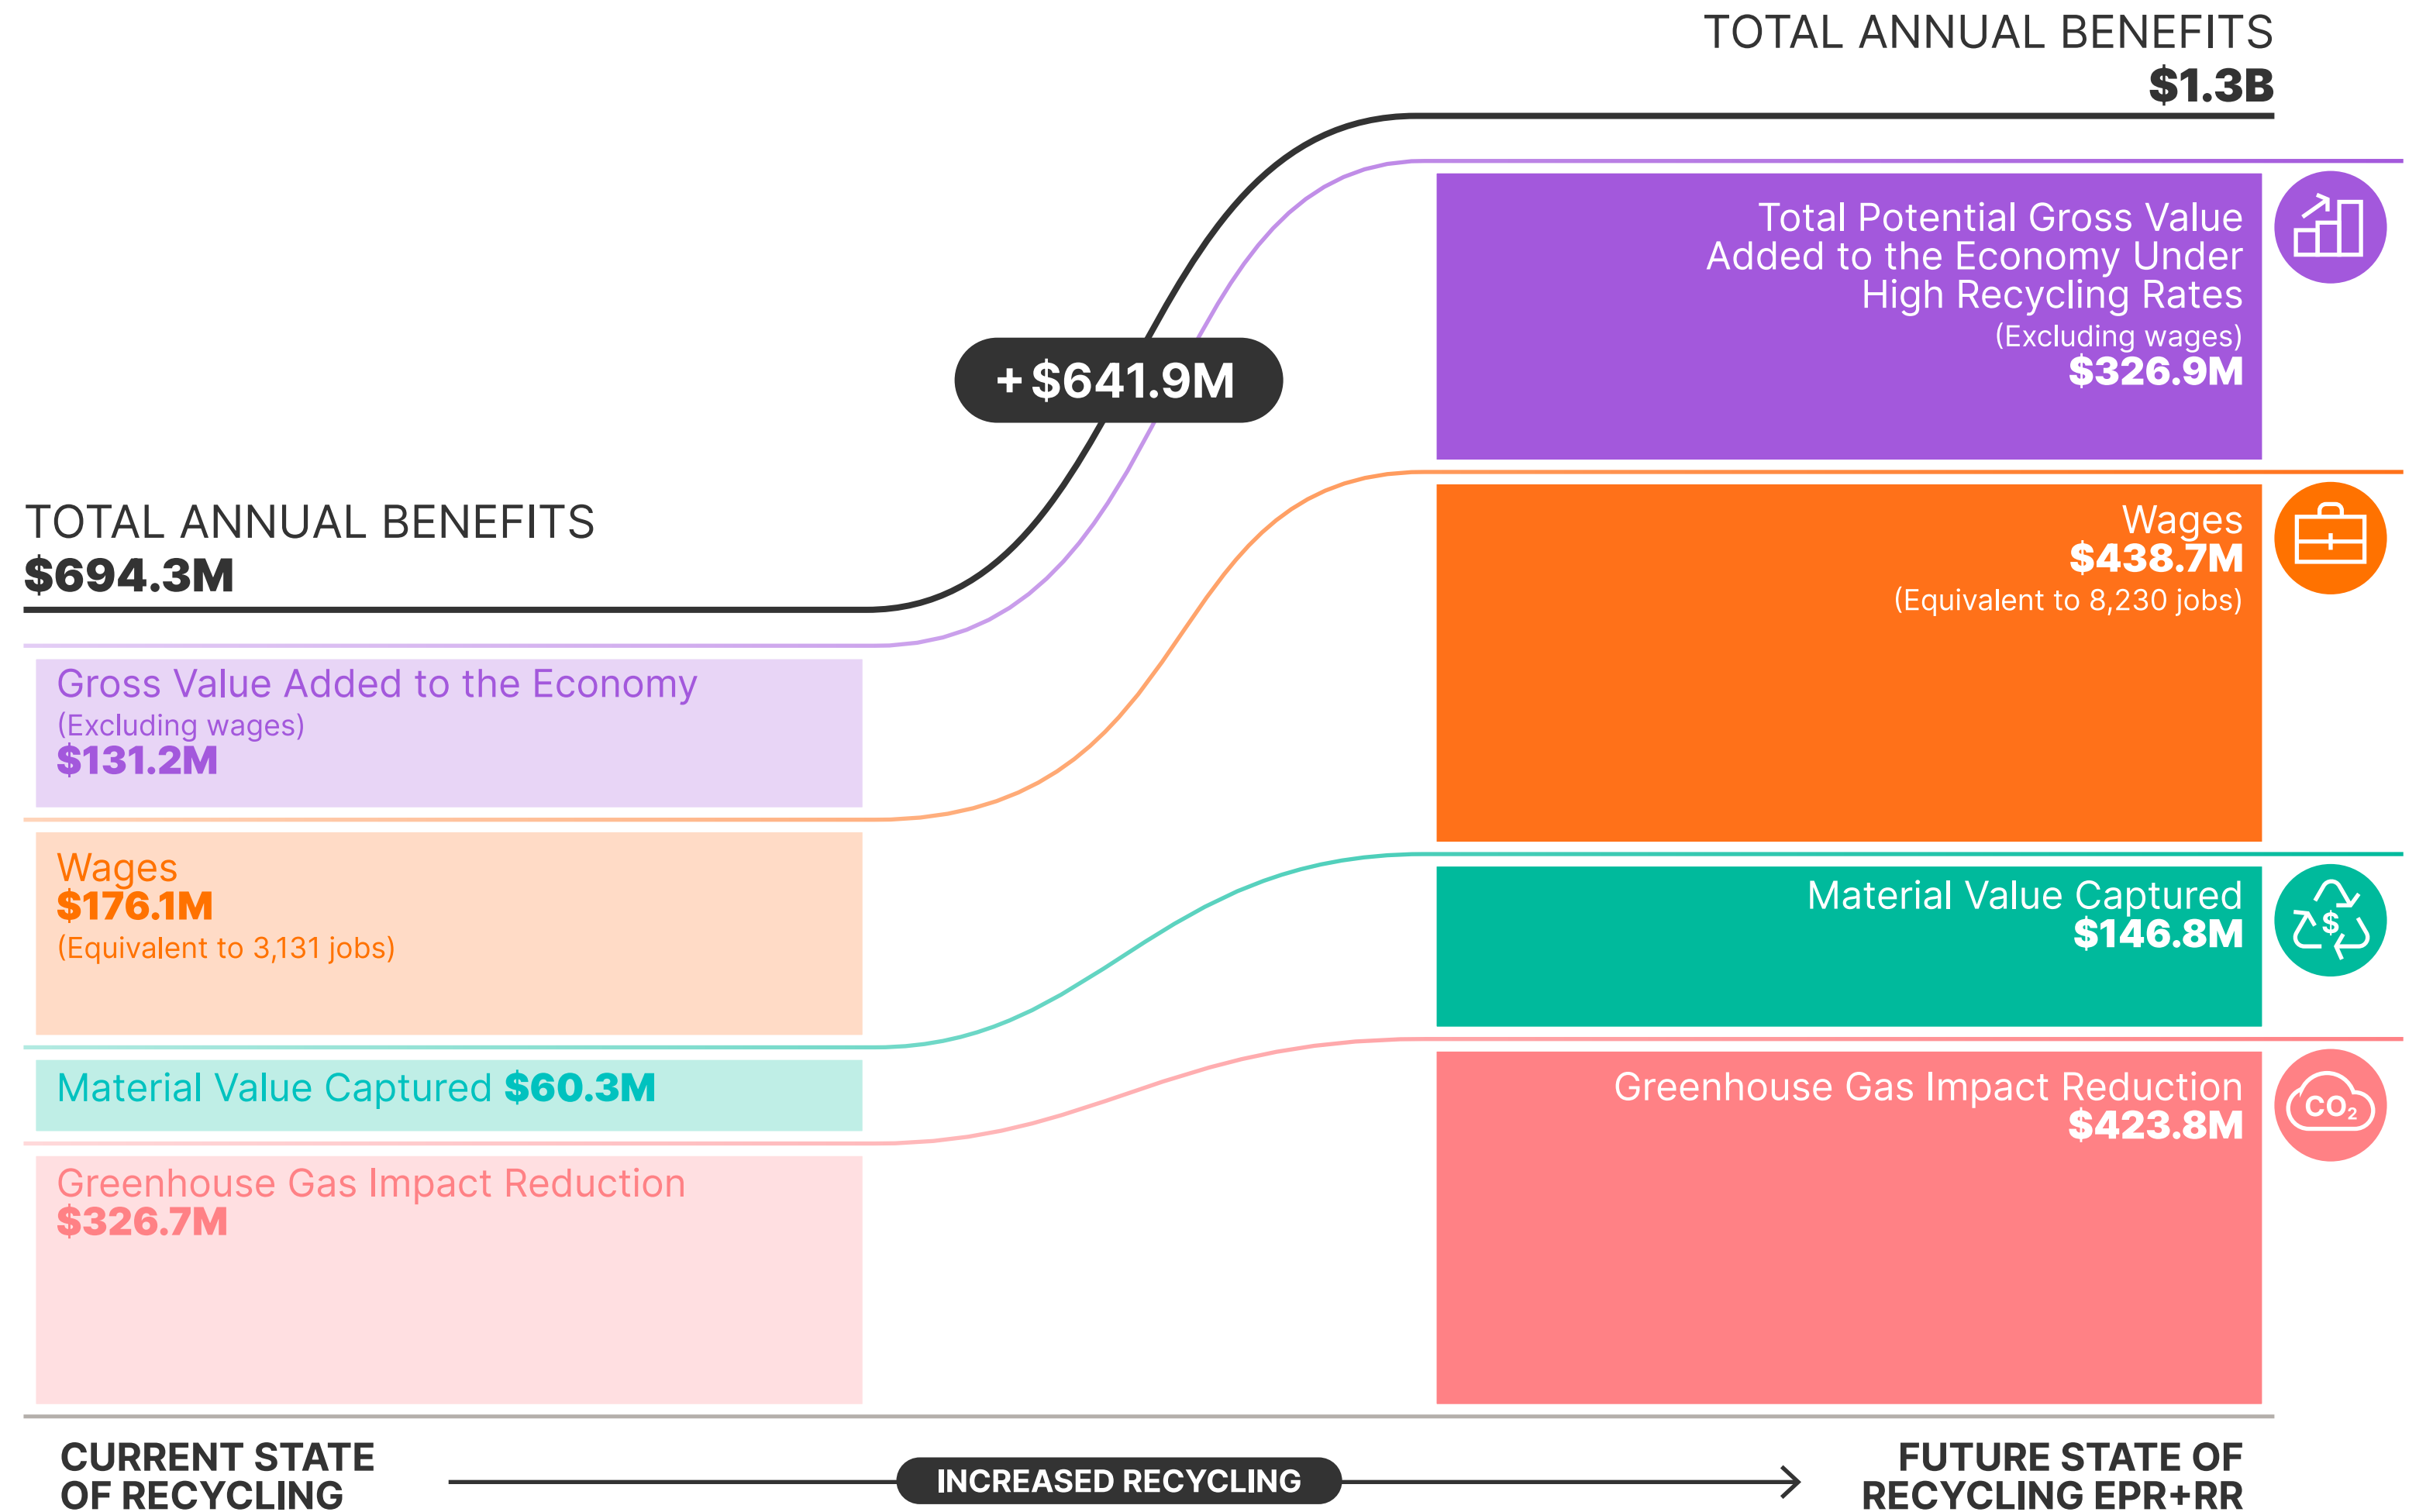 TOTAL ANNUAL BENEFITS
$1.3B
Total Potential Gross Value
Added to the Economy Under
High Recycling Rates
(Excluding wages)
$326.9M
+ $641.9M
TOTAL ANNUAL BENEFITS
$694.3M
Wages
$438.7M
(Equivalent to 8,230 jobs)
Gross Value Added to the Economy
(Excluding wages)
$131.2M
Wages
$176.1M
(Equivalent to 3,131 jobs)
Material Value Captured
$146.8M
$
Material Value Captured $60.3M
Greenhouse Gas Impact Reduction
$423.8M
CO₂
Greenhouse Gas Impact Reduction
$326.7M
CURRENT STATE
OF RECYCLING
INCREASED RECYCLING
FUTURE STATE OF
RECYCLING EPR+RR